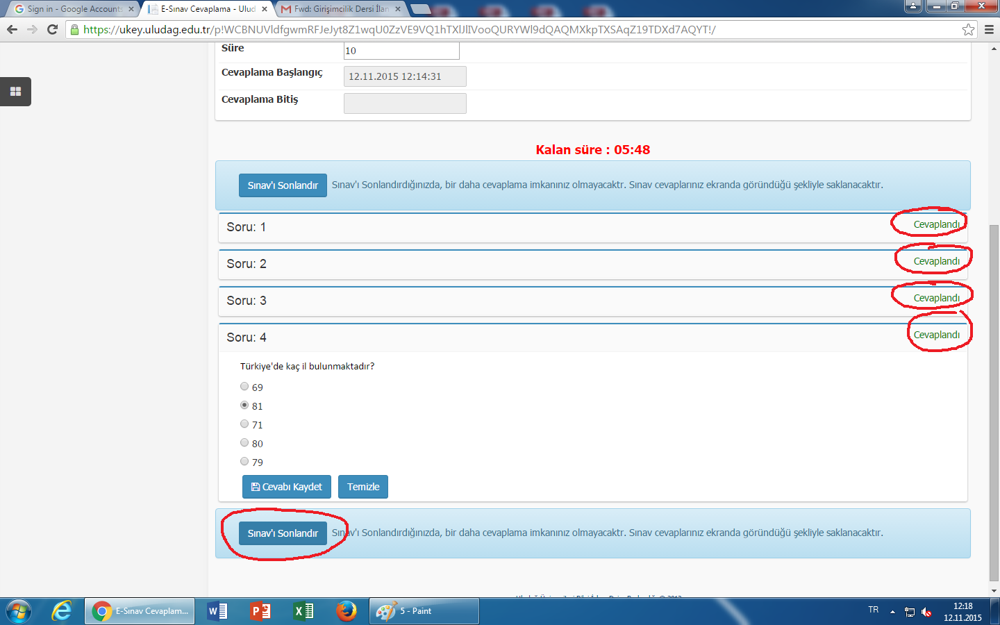 Sign in - Google Accounts
E-Sınav Cevaplama - Ulud
Fwd: Girişimcilik Dersi İlan
https://ukey.uludag.edu.tr/p!WCBNUVldfgwmRFJeJyt8Z1wqU0ZzVE9VQ1hTXlJlIVooQURYWl9dQAQMXkpTXSAqZ19TDXd7AQYT!/
Süre
10
Cevaplama Başlangıç
12.11.2015 12:14:31
Cevaplama Bitiş
Kalan süre : 05:48
Sınav'ı Sonlandır Sınav'ı Sonlandırdığınızda, bir daha cevaplama imkanınız olmayacaktr. Sınav cevaplarınız ekranda göründüğü şekliyle saklanacaktır.
Soru: 1 Cevaplandı
Soru: 2 Cevaplandı
Soru: 3 Cevaplandı
Soru: 4 Cevaplandı
Türkiye'de kaç il bulunmaktadır?
69
81
71
80
79
Cevabı Kaydet Temizle
Sınav'ı Sonlandır Sınav'ı Sonlandırdığınızda, bir daha cevaplama imkanınız olmayacaktr. Sınav cevaplarınız ekranda göründüğü şekliyle saklanacaktır.
E-Sınav Cevaplam...
5 - Paint
TR
12:18
12.11.2015